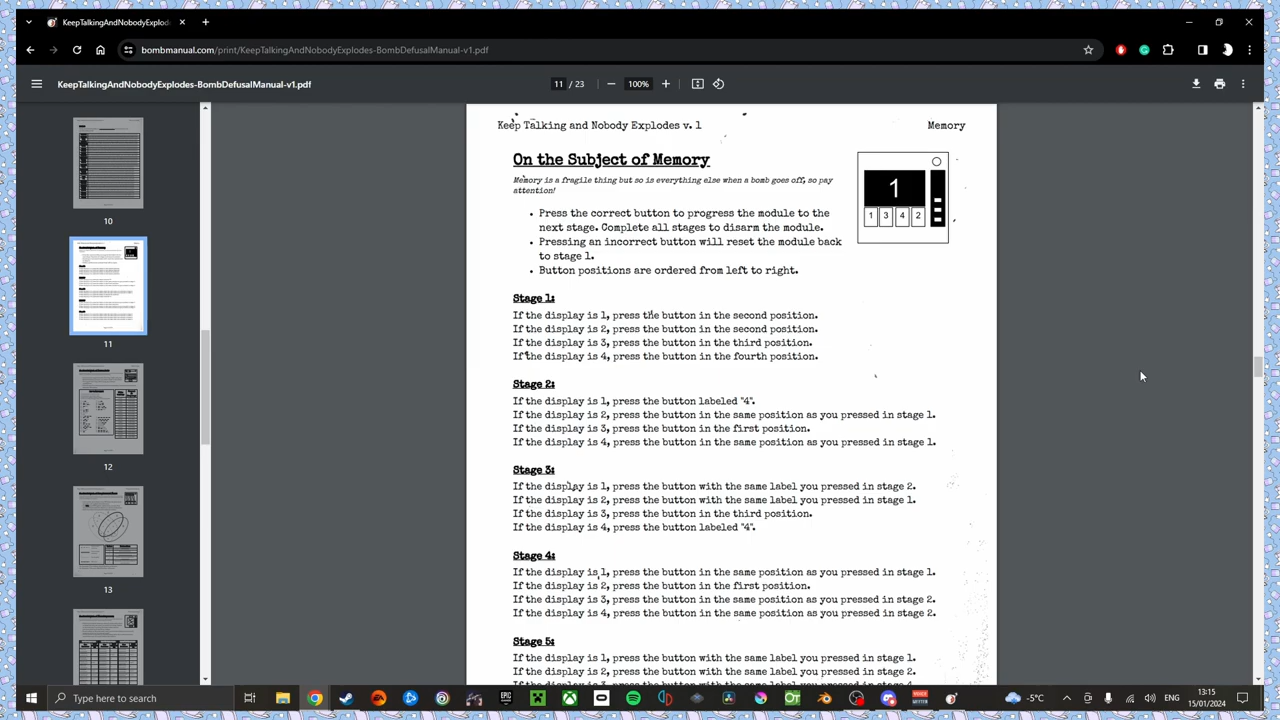 KeepTalkingAndNobodyExplod
bombmanual.com/print/KeepTalkingAndNobodyExplodes-BombDefusalManual-v1.pdf
KeepTalkingAndNobodyExplodes-BombDefusalManual-v1.pdf
11 / 23
100%
10
11
12
13
Keep Talking and Nobody Explodes v. 1
Memory
On the Subject of Memory
Memory is a fragile thing but so is everything else when a bomb goes off, so pay
attention!
1
1 3 4 2
• Press the correct button to progress the module to the
next stage. Complete all stages to disarm the module.
• Pressing an incorrect button will reset the module back
to stage 1.
• Button positions are ordered from left to right.
Stage 1:
If the display is 1, press the button in the second position.
If the display is 2, press the button in the second position.
If the display is 3, press the button in the third position.
If the display is 4, press the button in the fourth position.
Stage 2:
If the display is 1, press the button labeled "4".
If the display is 2, press the button in the same position as you pressed in stage 1.
If the display is 3, press the button in the first position.
If the display is 4, press the button in the same position as you pressed in stage 1.
Stage 3:
If the display is 1, press the button with the same label you pressed in stage 2.
If the display is 2, press the button with the same label you pressed in stage 1.
If the display is 3, press the button in the third position.
If the display is 4, press the button labeled "4".
Stage 4:
If the display is 1, press the button in the same position as you pressed in stage 1.
If the display is 2, press the button in the first position.
If the display is 3, press the button in the same position as you pressed in stage 2.
If the display is 4, press the button in the same position as you pressed in stage 2.
Stage 5:
If the display is 1, press the button with the same label you pressed in stage 1.
If the display is 2, press the button with the same label you pressed in stage 2.
If the display is 3, press the button with the same label you pressed in stage 4.
Type here to search
EPIC
-5°C
ENG
13:15
15/01/2024